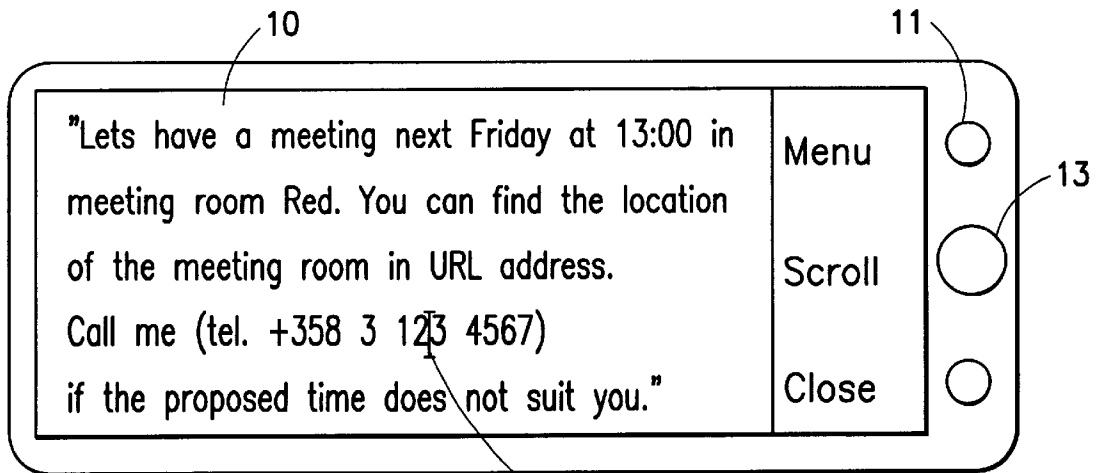 10
11
"Lets have a meeting next Friday at 13:00 in
meeting room Red. You can find the location
of the meeting room in URL address.
Call me (tel. +358 3 123 4567)
if the proposed time does not suit you."
Menu
Scroll
Close
13